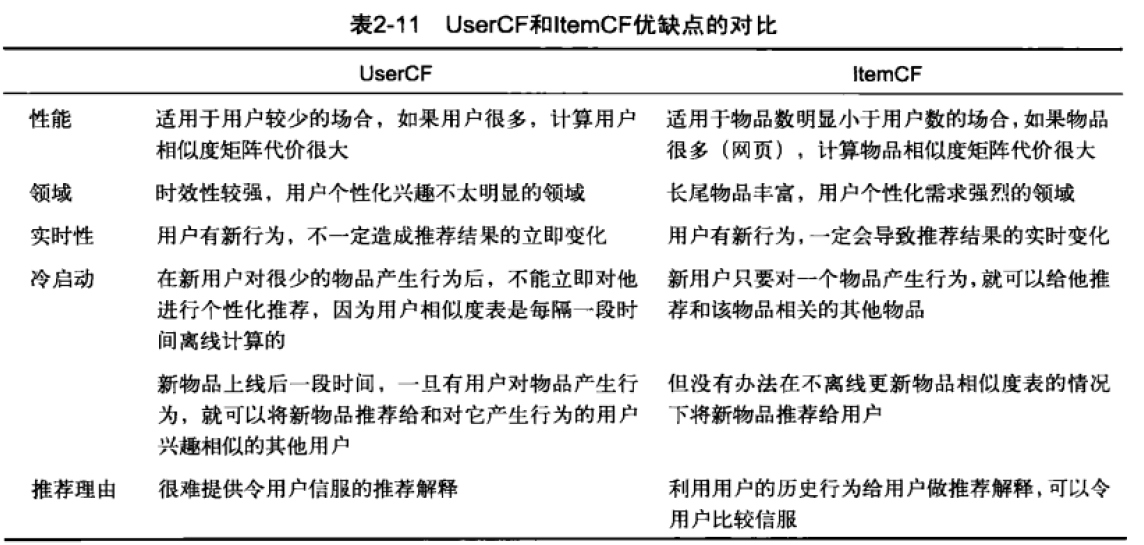 表2-11 UserCF和ItemCF优缺点的对比
UserCF
ItemCF
性能
适用于用户较少的场合，如果用户很多，计算用户
相似度矩阵代价很大
适用于物品数明显小于用户数的场合，如果物品
很多（网页），计算物品相似度矩阵代价很大
领域
时效性较强，用户个性化兴趣不太明显的领域
长尾物品丰富，用户个性化需求强烈的领域
实时性
用户有新行为，不一定造成推荐结果的立即变化
用户有新行为，一定会导致推荐结果的实时变化
冷启动
在新用户对很少的物品产生行为后，不能立即对他
进行个性化推荐，因为用户相似度表是每隔一段时
间离线计算的
新用户只要对一个物品产生行为，就可以给他推
荐和该物品相关的其他物品
新物品上线后一段时间，一旦有用户对物品产生行
为，就可以将新物品推荐给和对它产生行为的用户
兴趣相似的其他用户
但没有办法在不离线更新物品相似度表的情况
下将新物品推荐给用户
推荐理由
很难提供令用户信服的推荐解释
利用用户的历史行为给用户做推荐解释，可以令
用户比较信服